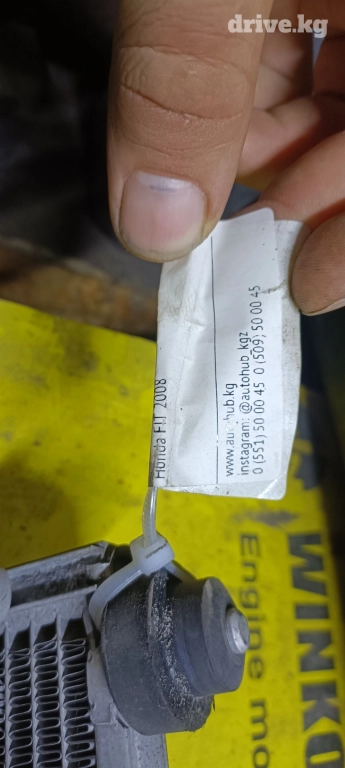 drive.kg
Honda FIT 2008
www.autohub.kg
instagram: @autohub_kgz
0 (551) 50 00 45 0 (509) 50 00 45
WINKO
Engine mo